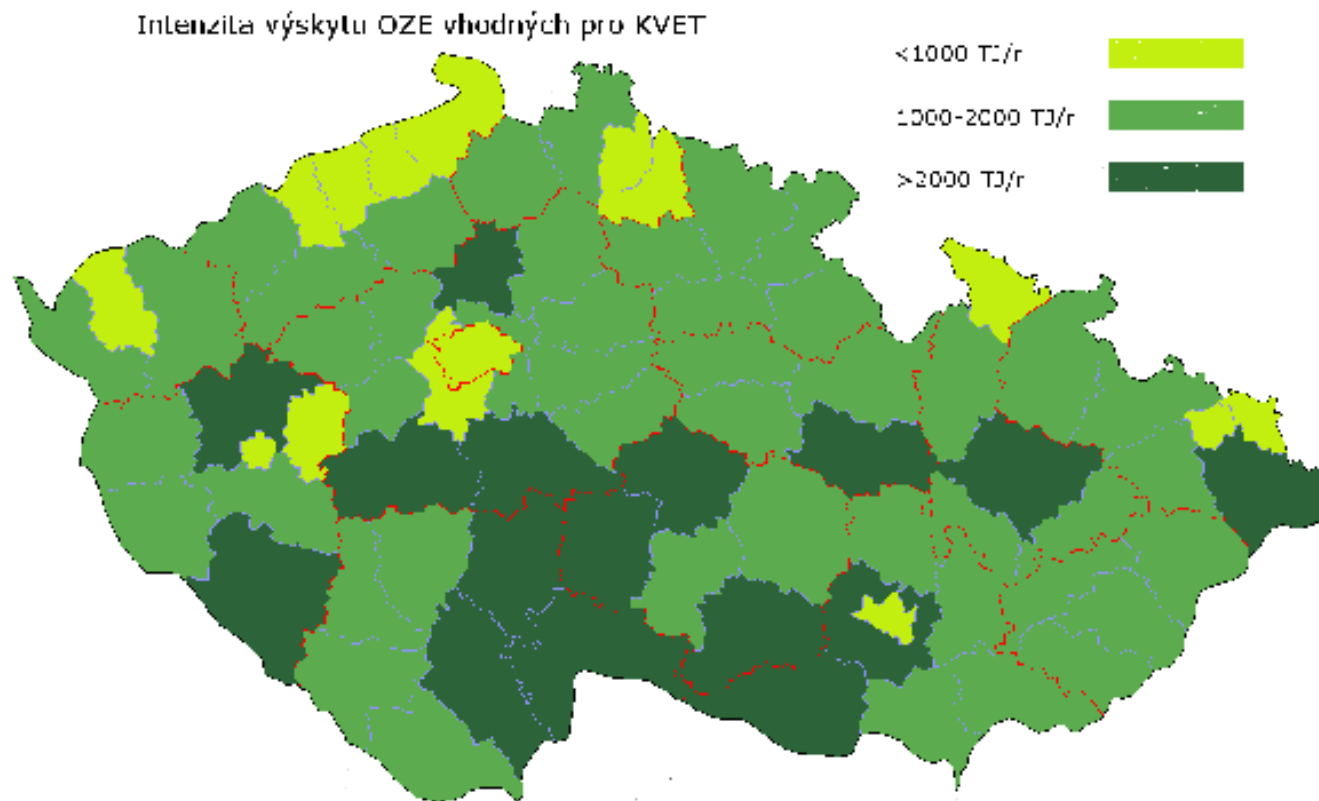 Intenzita výskytu OZE vhodných pro KVET
<1000 TJ/r
1000-2000 TJ/r
>2000 TJ/r